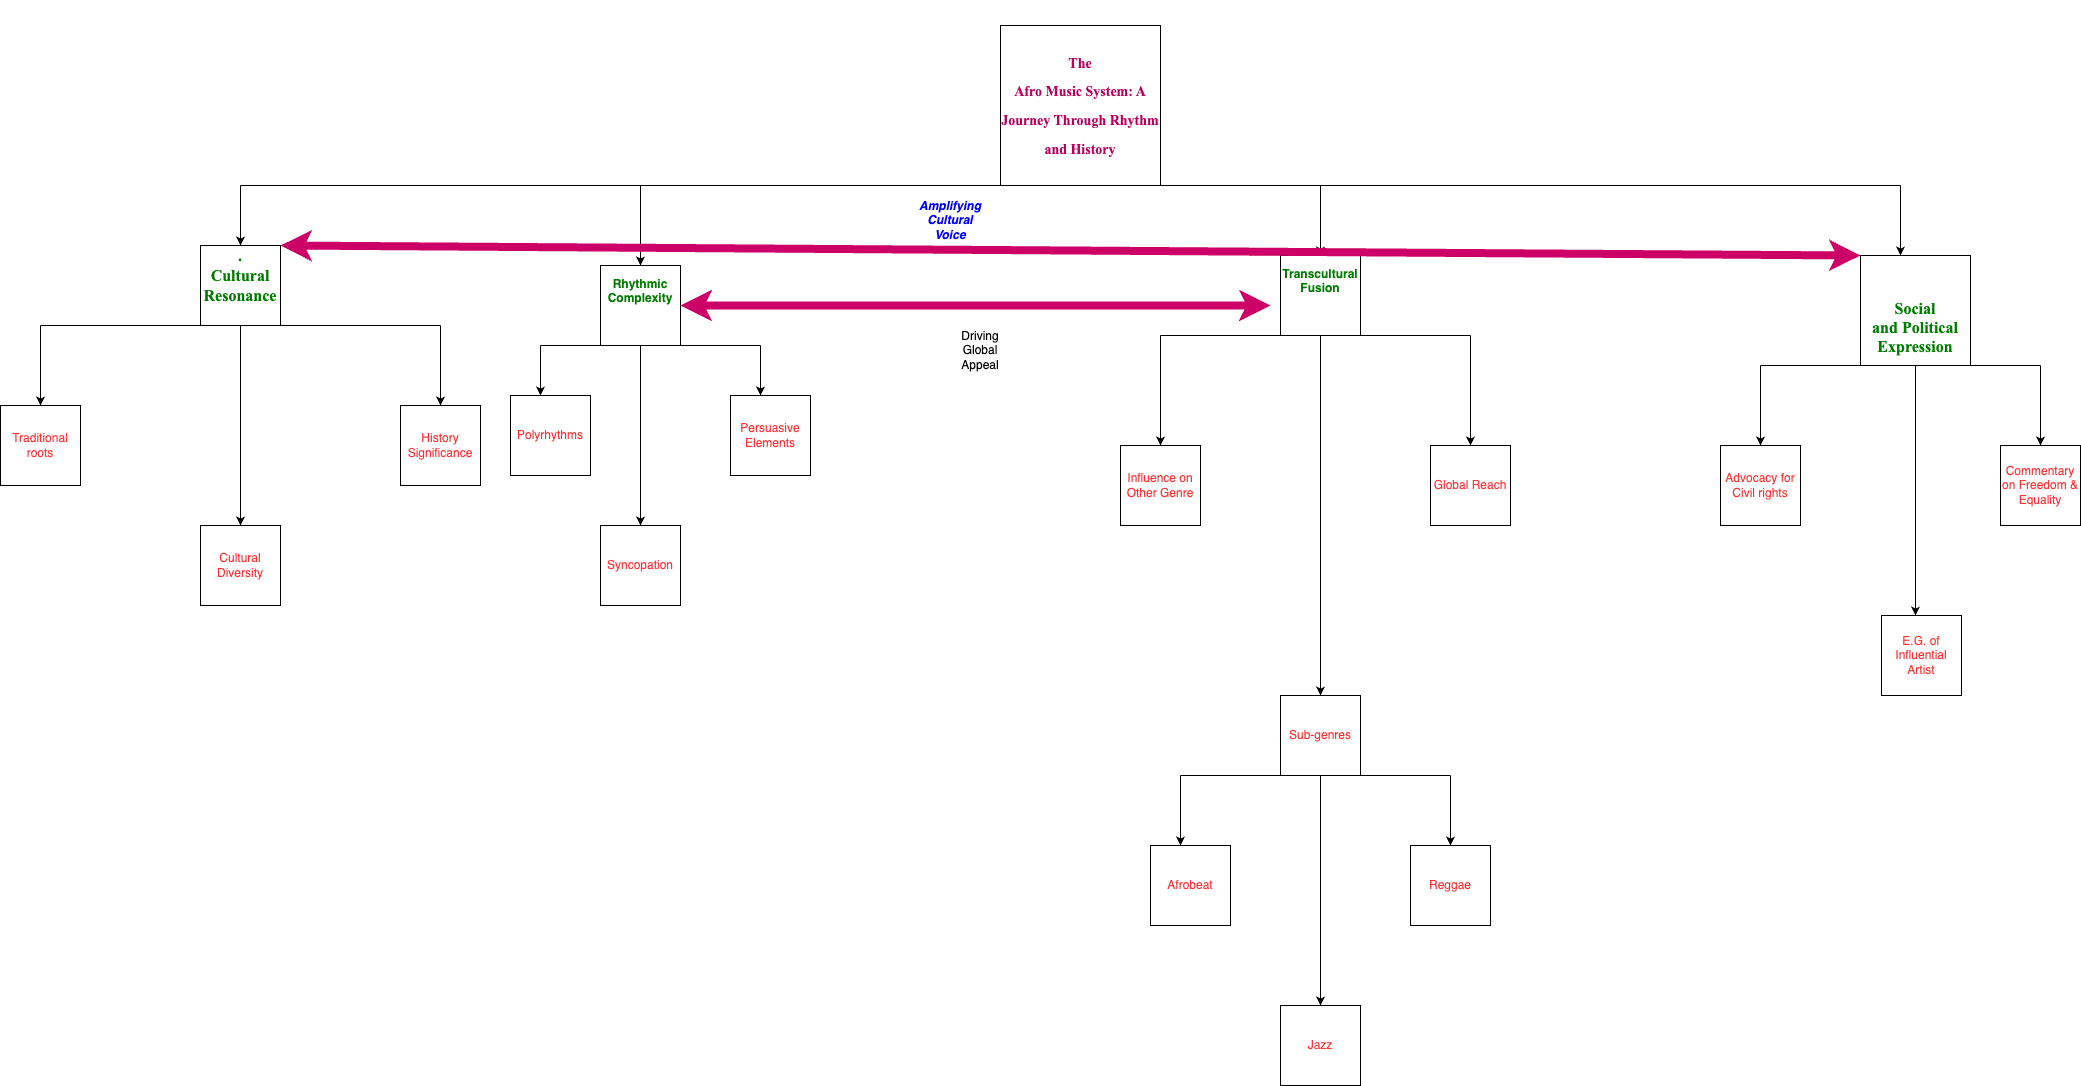 The
Afro Music System: A
Journey Through Rhythm
and History
Amplifying
Cultural
Voice
.
Cultural
Resonance
Rhythmic
Complexity
Transcultural
Fusion
Social
and Political
Expression
Driving
Global
Appeal
Traditional
roots
History
Significance
Polyrhythms
Persuasive
Elements
Influence on
Other Genre
Global Reach
Advocacy for
Civil rights
Commentary
on Freedom &
Equality
Cultural
Diversity
Syncopation
E.G. of
Influential
Artist
Sub-genres
Afrobeat
Reggae
Jazz